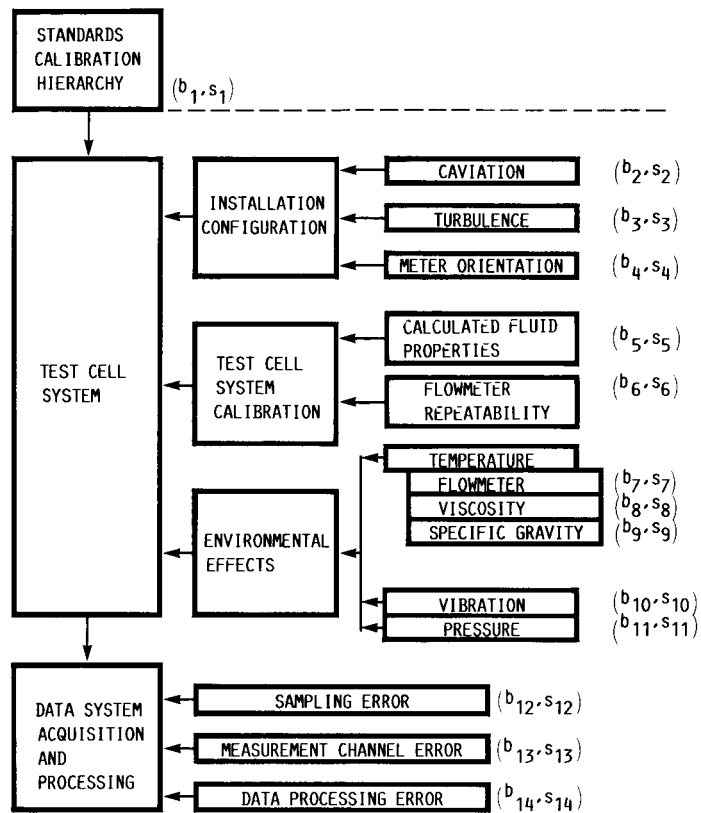 STANDARDS
CALIBRATION
HIERARCHY
(b1,s1)
CAVIATION
(b2,s2)
INSTALLATION
CONFIGURATION
TURBULENCE
(b3,s3)
METER ORIENTATION
(b4,s4)
TEST CELL
SYSTEM
TEST CELL
SYSTEM
CALIBRATION
CALCULATED FLUID
PROPERTIES
(b5,s5)
FLOWMETER
REPEATABILITY
(b6,s6)
ENVIRONMENTAL
EFFECTS
TEMPERATURE
FLOWMETER
(b7,s7)
VISCOSITY
(b8,s8)
SPECIFIC GRAVITY
(b9,s9)
VIBRATION
(b10,s10)
PRESSURE
(b11,s11)
DATA SYSTEM
ACQUISITION
AND
PROCESSING
SAMPLING ERROR
(b12,s12)
MEASUREMENT CHANNEL ERROR
(b13,s13)
DATA PROCESSING ERROR
(b14,s14)